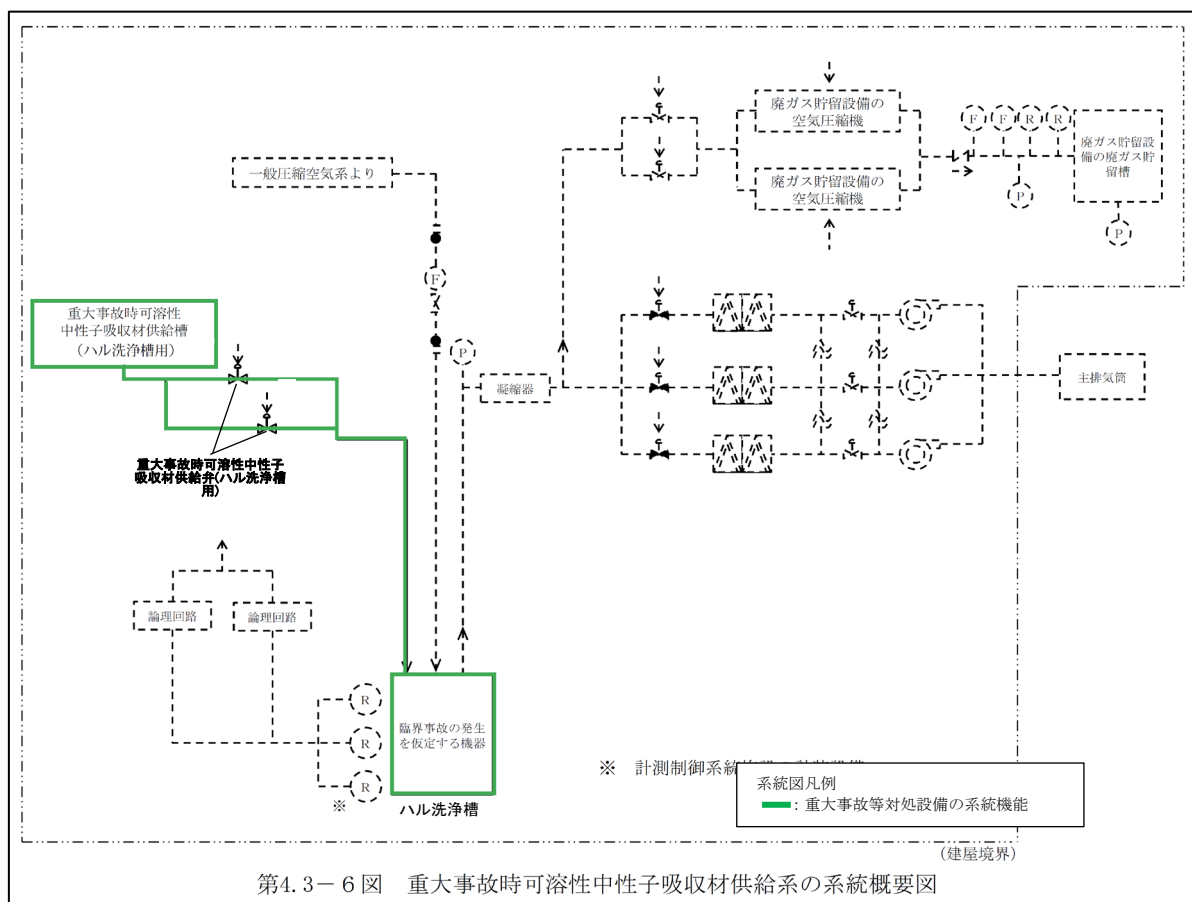 廃ガス貯留設備の
空気圧縮機
F
F
R
R
廃ガス貯留設
備の廃ガス貯
留槽
一般圧縮空気系より
廃ガス貯留設備の
空気圧縮機
P
P
F
重大事故時可溶性
中性子吸収材供給槽
(ハル洗浄槽用)
P
凝縮器
主排気筒
重大事故時可溶性中性子
吸収材供給弁(ハル洗浄槽
用)
論理回路
論理回路
R
R
R
臨界事故の発生
を仮定する機器
※
ハル洗浄槽
※ 計測制御系統
系統図凡例
:重大事故等対処設備の系統機能
(建屋境界)
第4.3-6図 重大事故時可溶性中性子吸収材供給系の系統概要図